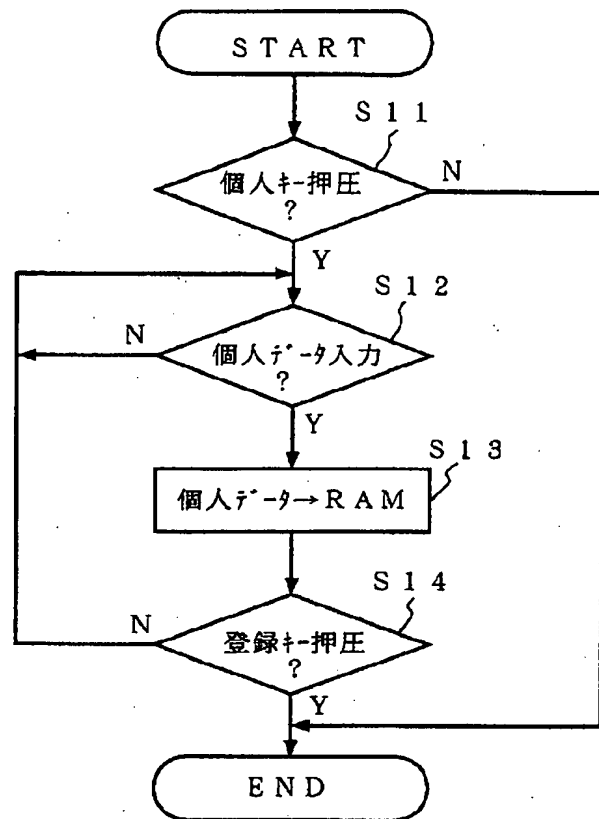 START
S11
個人キー押圧
?
N
Y
S12
N
個人データ入力
?
Y
S13
個人データ→RAM
S14
N
登録キー押圧
?
Y
END